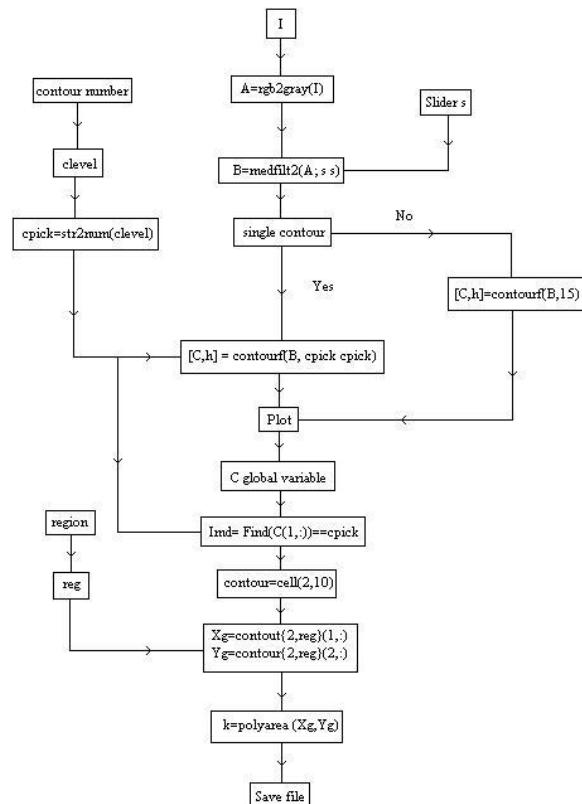 I
contour number
A=rgb2gray(I)
Slider s
clevel
B=medfilt2(A; s s)
cpick=str2num(clevel)
single contour
No
Yes
[C,h]=contourf(B,15)
[C,h] = contourf(B, cpick cpick)
Plot
C global variable
region
Imd= Find(C(1,:))==cpick
reg
contour=cell(2,10)
Xg=contout{2,reg}(1,:)
Yg=contour{2,reg}(2,:)
k=polyarea (Xg,Yg)
Save file